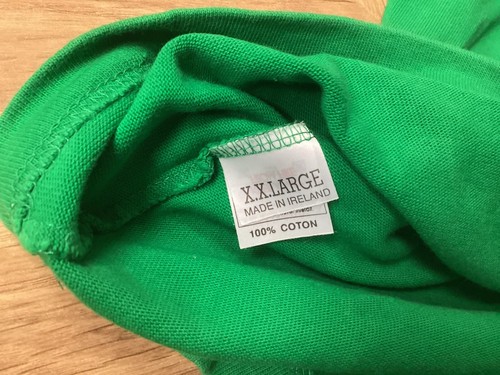 X.X.LARGE
MADE IN IRELAND
100% COTON